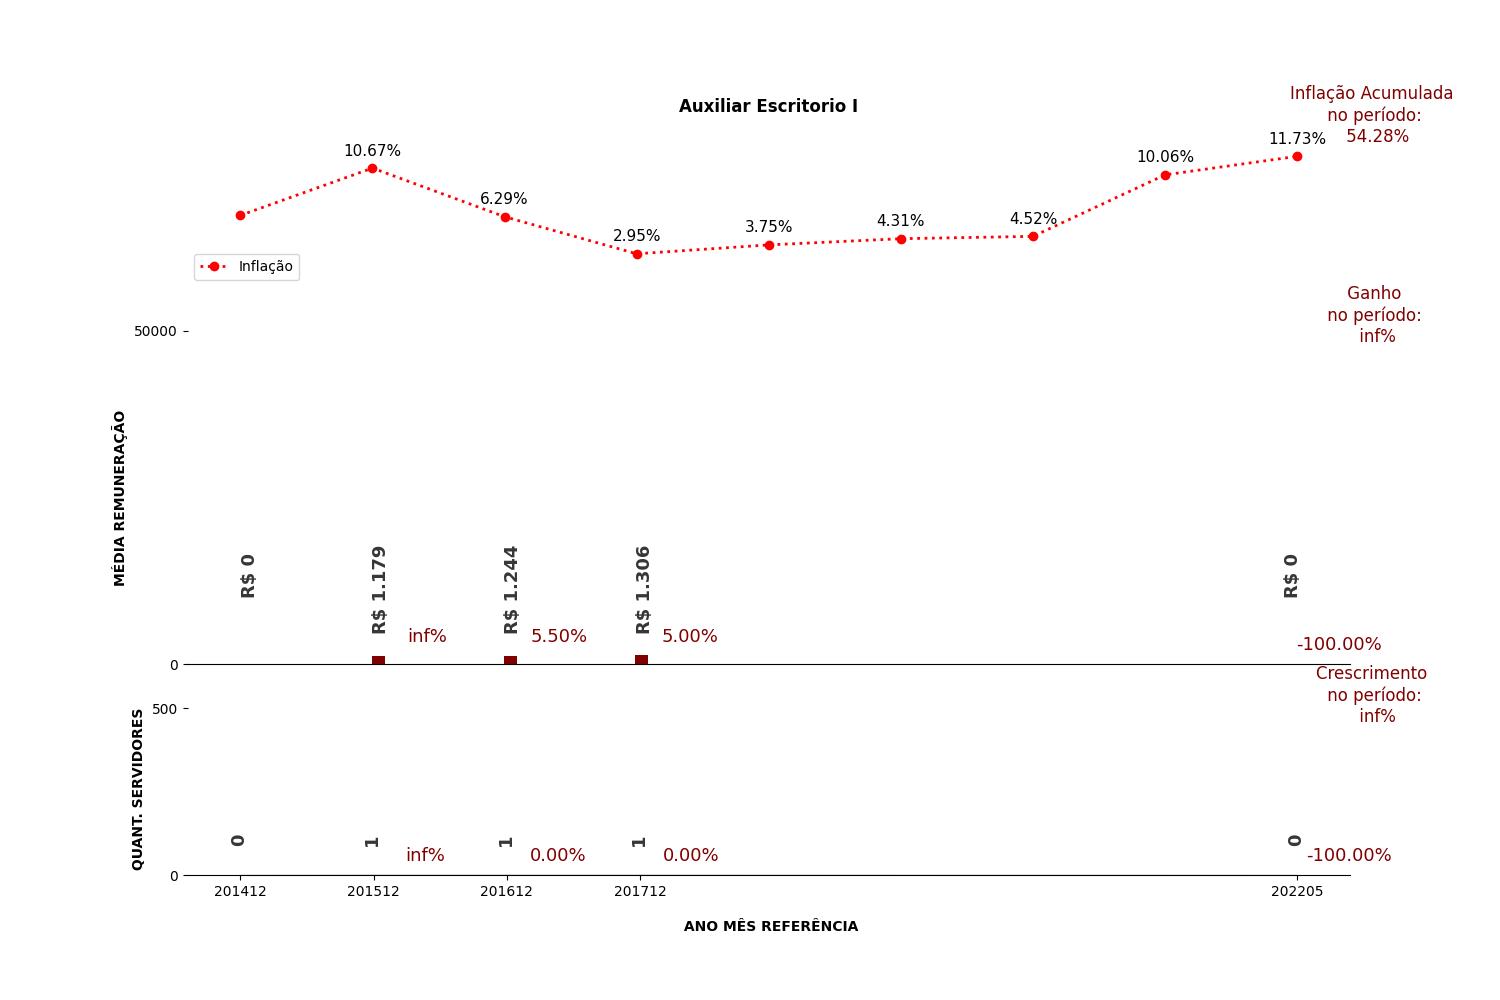 Auxiliar Escritorio I
Inflação Acumulada
no período:
54.28%
10.67%
6.29%
2.95%
3.75%
4.31%
4.52%
10.06%
11.73%
Inflação
Ganho
no período:
inf%
50000
0
MÉDIA REMUNERAÇÃO
R$ 0
R$ 1.179
R$ 1.244
R$ 1.306
R$ 0
inf%
5.50%
5.00%
-100.00%
Crescrimento
no período:
inf%
500
0
QUANT. SERVIDORES
0
1
1
1
0
inf%
0.00%
0.00%
-100.00%
201412
201512
201612
201712
202205
ANO MÊS REFERÊNCIA